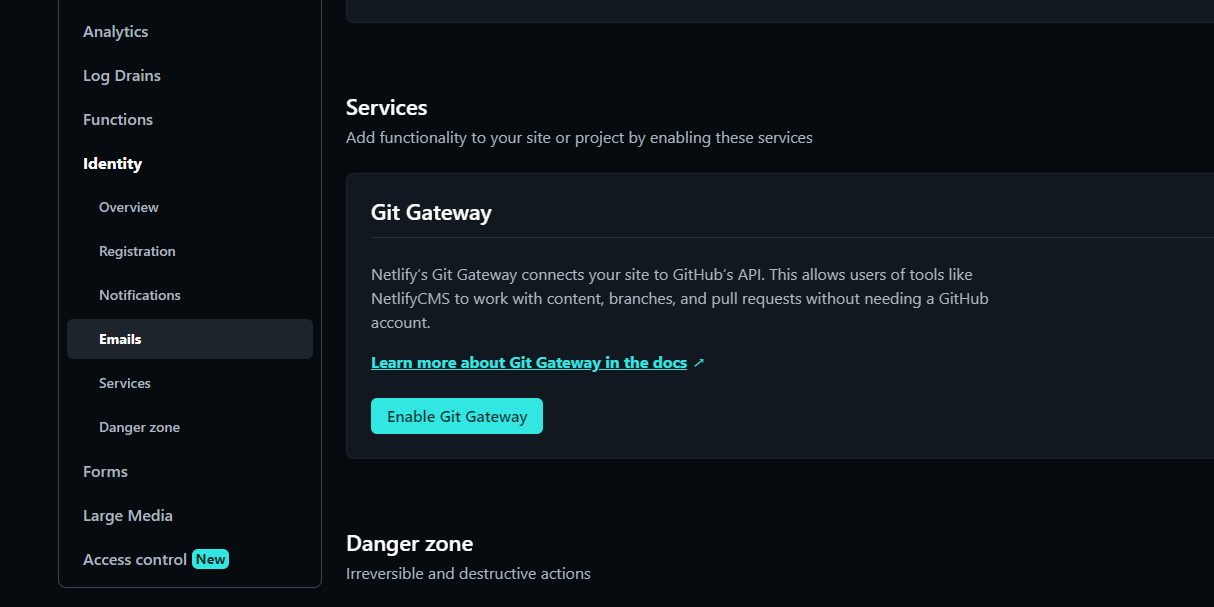 Analytics
Log Drains
Functions
Identity
Overview
Registration
Notifications
Emails
Services
Danger zone
Forms
Large Media
Access control New
Services
Add functionality to your site or project by enabling these services
Git Gateway
Netlify’s Git Gateway connects your site to GitHub’s API. This allows users of tools like
NetlifyCMS to work with content, branches, and pull requests without needing a GitHub
account.
Learn more about Git Gateway in the docs ↗
Enable Git Gateway
Danger zone
Irreversible and destructive actions